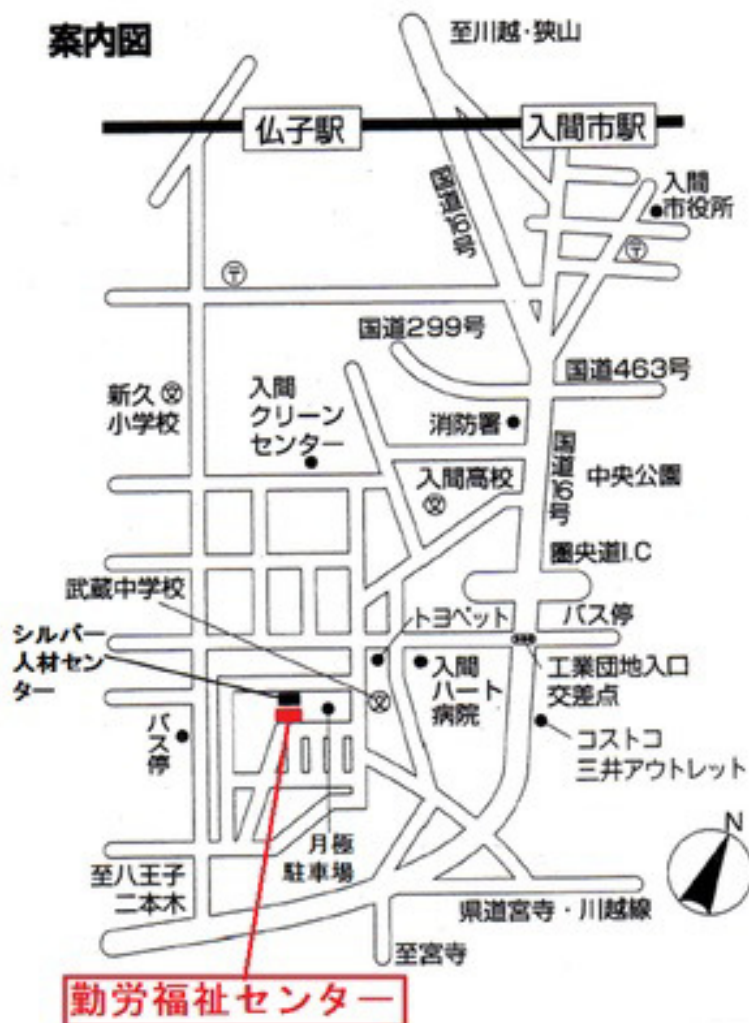 案内図
至川越・狭山
仏子駅
入間市駅
入間
市役所
旧国道16号
〒
〒
国道299号
国道463号
新久
小学校
文
入間
クリーン
センター
消防署
入間高校
文
国道16号
中央公園
圏央道I.C
武蔵中学校
トヨペット
バス停
シルバー
人材セン
ター
入間
ハート
病院
工業団地入口
交差点
文
バス停
コストコ
三井アウトレット
N
月極
駐車場
至八王子
二本木
県道宮寺・川越線
至宮寺
勤労福祉センター